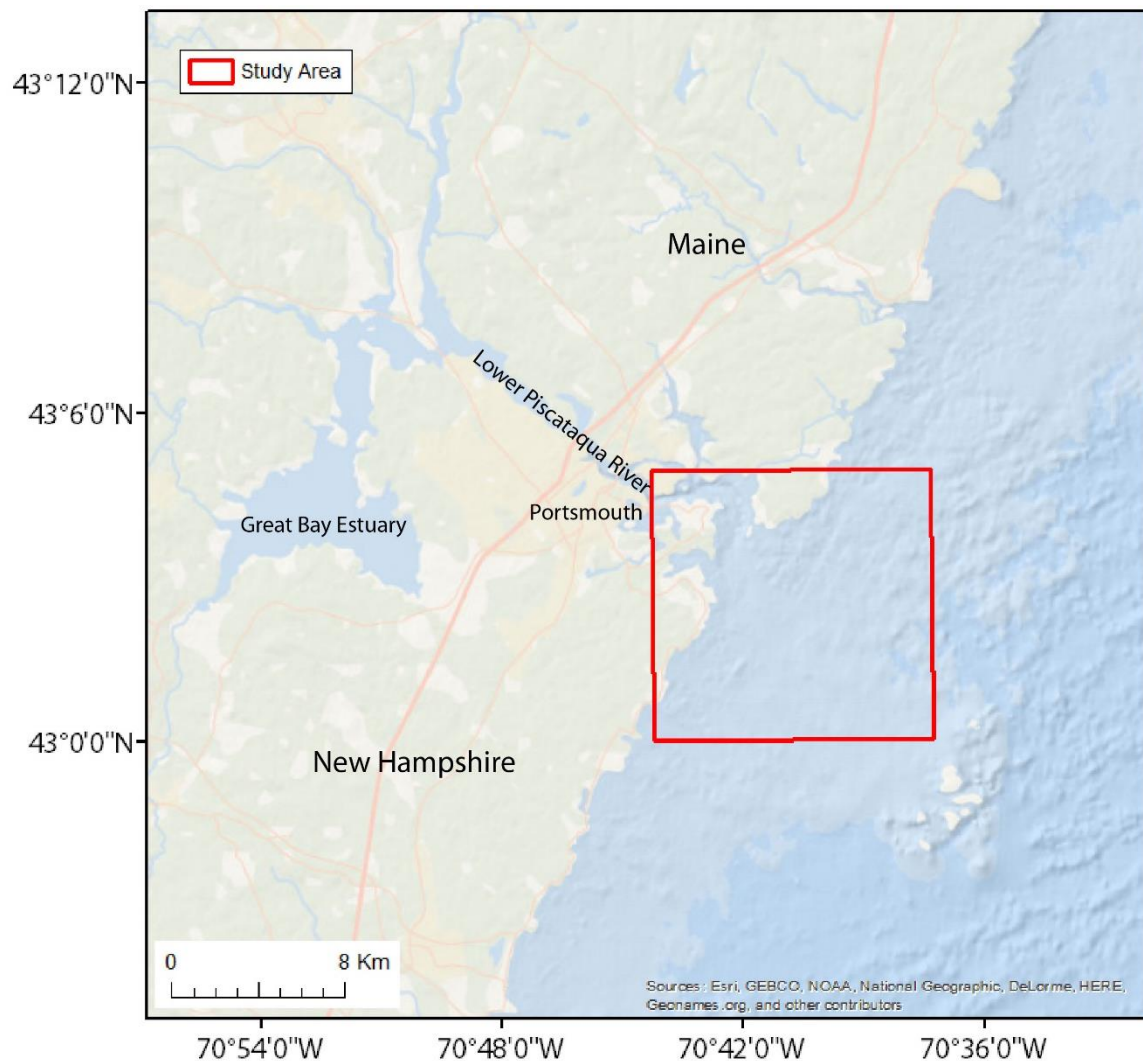 Study Area
43°12'0"N
Maine
43°6'0"N
Lower Piscataqua River
Portsmouth
Great Bay Estuary
43°0'0"N
New Hampshire
0 8 Km
Sources: Esri, GEBCO, NOAA, National Geographic, DeLorme, HERE,
Geonames.org, and other contributors
70°54'0"W 70°48'0"W 70°42'0"W 70°36'0"W